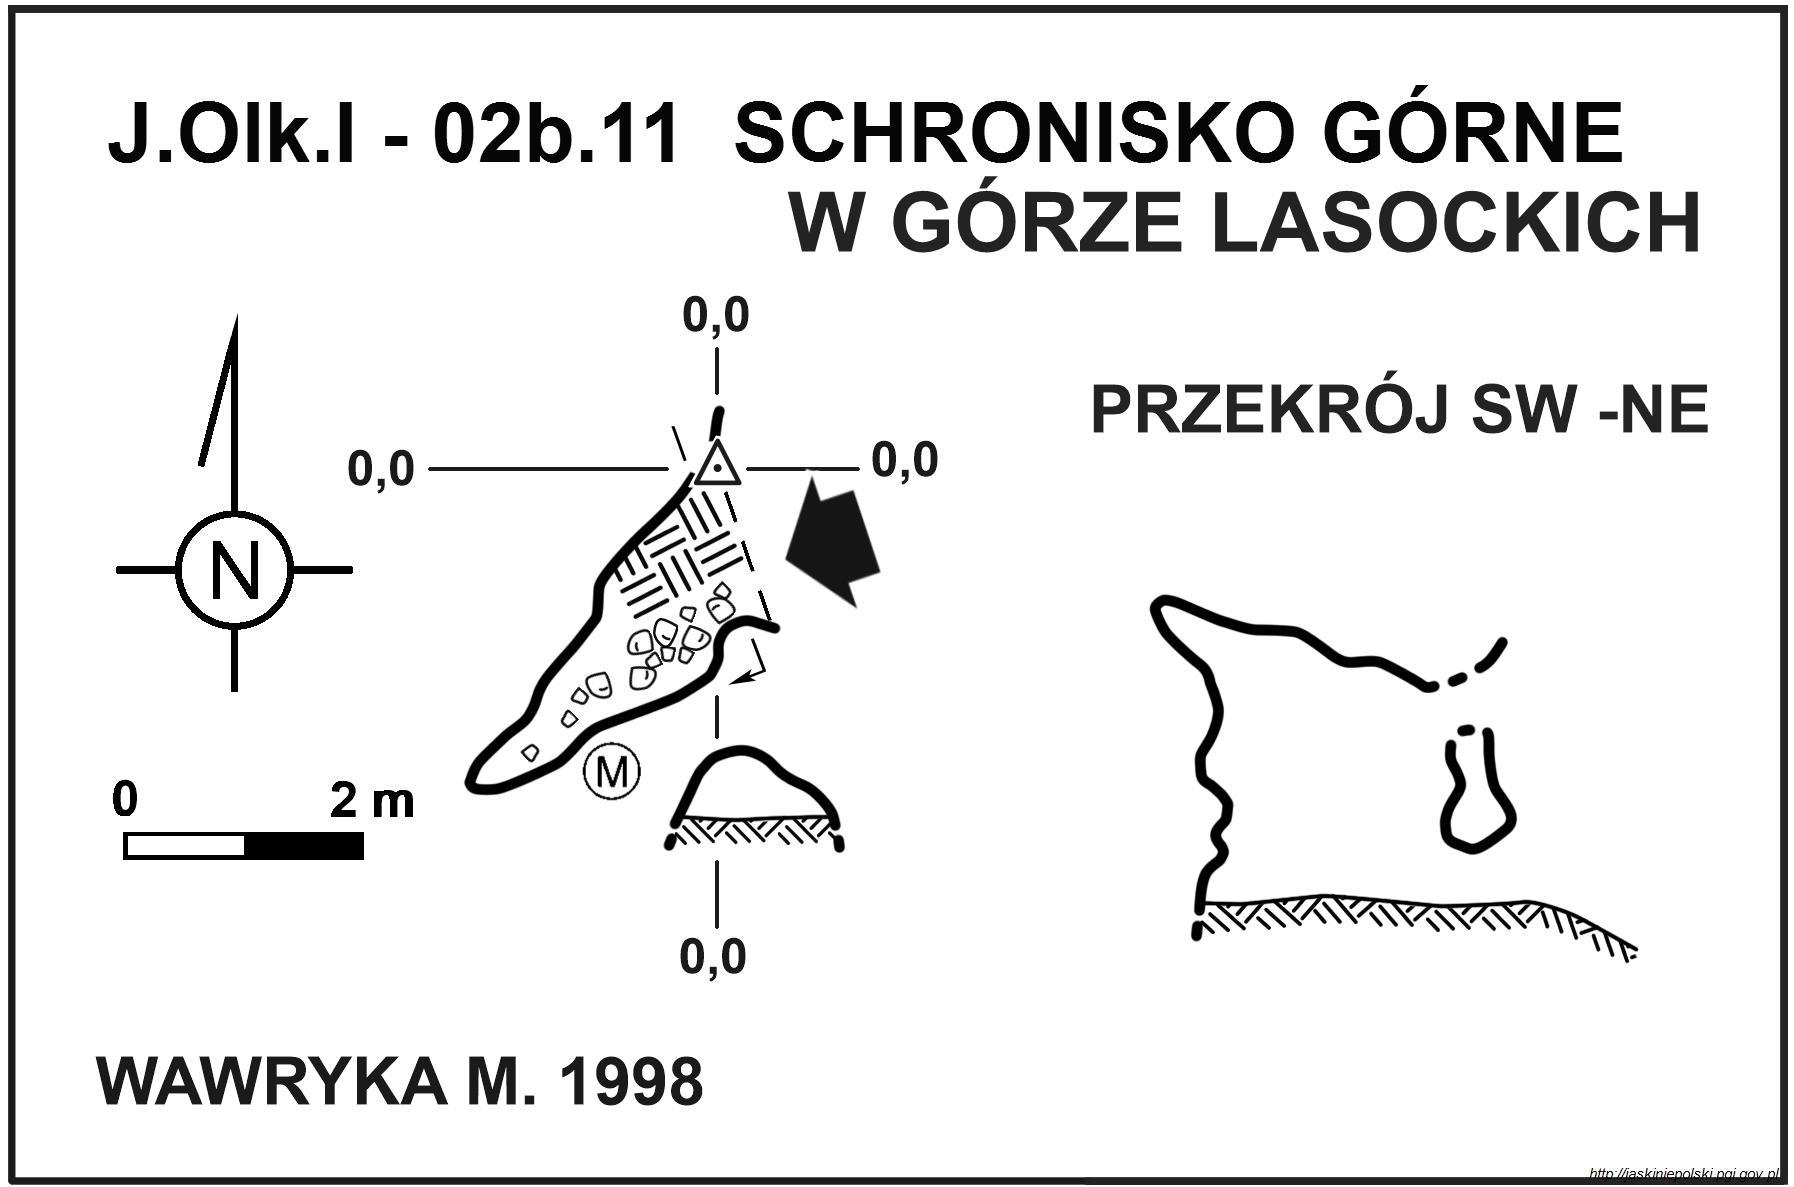 J.Olk.I - 02b.11 SCHRONISKO GÓRNE
W GÓRZE LASOCKICH
0,0
PRZEKRÓJ SW -NE
0,0
0,0
N
M
0
2 m
0,0
WAWRYKA M. 1998
http://jaskiniepolski.pgi.gov.pl